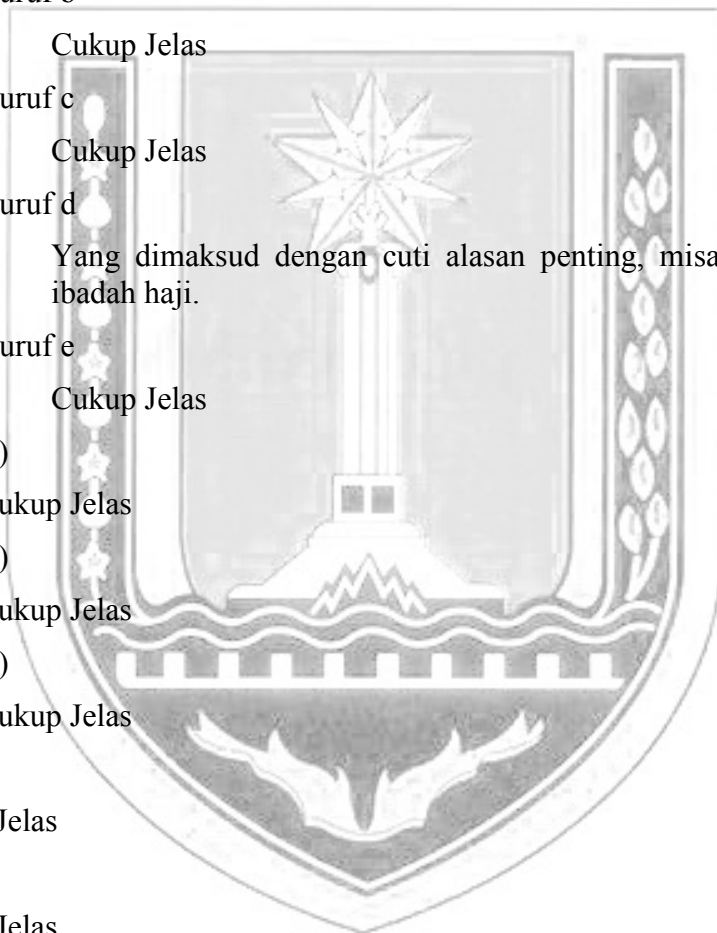 uruf b
Cukup Jelas
uruf c
Cukup Jelas
uruf d
Yang dimaksud dengan cuti alasan penting, misa
ibadah haji.
uruf e
Cukup Jelas
)
ukup Jelas
)
ukup Jelas
)
ukup Jelas
Jelas
Jelas